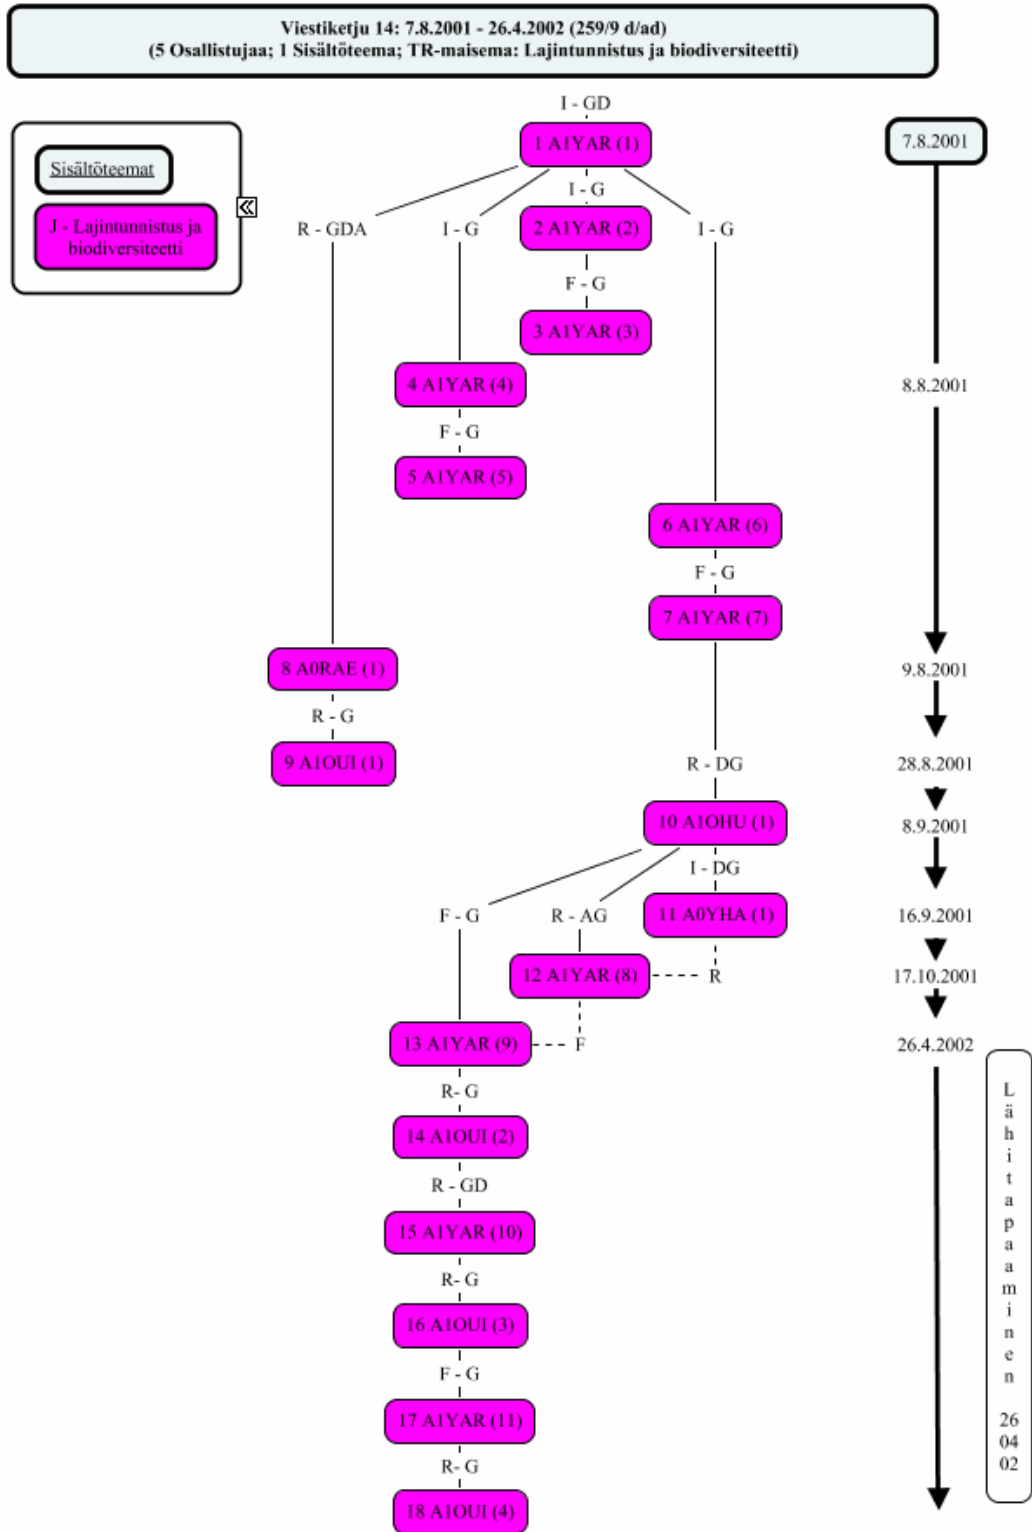 Viestiketju 14: 7.8.2001 - 26.4.2002 (259/9 d/ad)
(5 Osallistujaa; 1 Sisältöteema; TR-maisema: Lajintunnistus ja biodiversiteetti)
Sisältöteemat
J - Lajintunnistus ja
biodiversiteetti
I - GD
1 A1YAR (1)
7.8.2001
I - G
R - GDA
I - G
2 A1YAR (2)
I - G
F - G
3 A1YAR (3)
4 A1YAR (4)
8.8.2001
F - G
5 A1YAR (5)
6 A1YAR (6)
F - G
7 A1YAR (7)
8 A0RAE (1)
9.8.2001
R - G
9 A1OUI (1)
R - DG
28.8.2001
10 A1OHU (1)
8.9.2001
I - DG
F - G
R - AG
11 A0YHA (1)
16.9.2001
12 A1YAR (8)
R
17.10.2001
13 A1YAR (9)
F
26.4.2002
R- G
14 A1OUI (2)
R - GD
15 A1YAR (10)
R- G
16 A1OUI (3)
F - G
17 A1YAR (11)
R- G
18 A1OUI (4)
L
ä
h
i
t
a
p
a
a
m
i
n
e
n
26
04
02